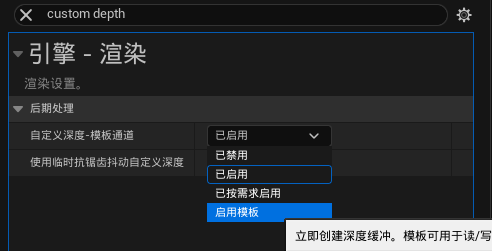 custom depth
引擎 - 渲染
渲染设置。
后期处理
自定义深度-模板通道
已启用
已禁用
使用临时抗锯齿抖动自定义深度
已启用
已按需求启用
启用模板
立即创建深度缓冲。模板可用于读/写